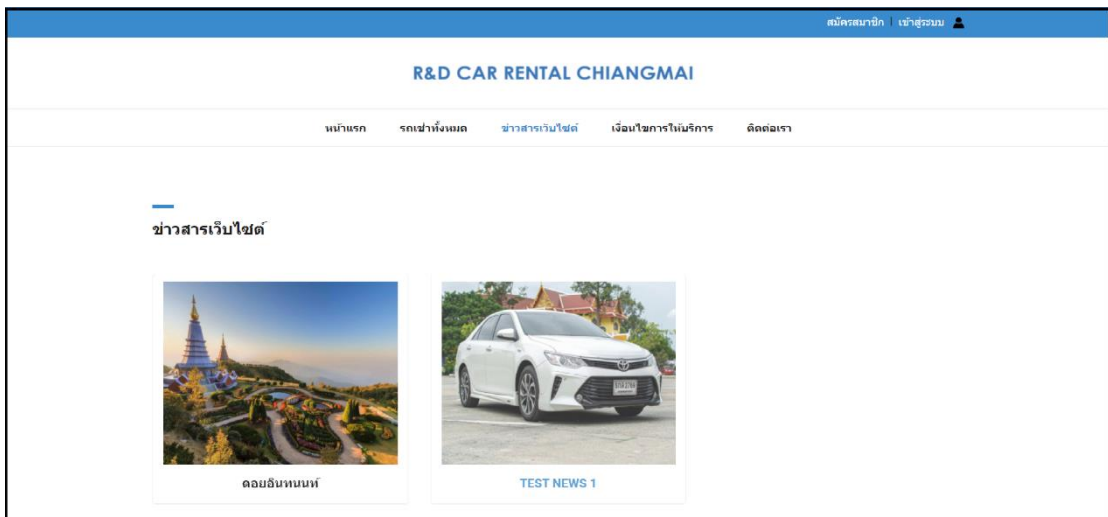 สมัครสมาชิก | เข้าสู่ระบบ
R&D CAR RENTAL CHIANGMAI
หน้าแรก รถเช่าทั้งหมด ข่าวสารเว็บไซต์ เงื่อนไขการให้บริการ ติดต่อเรา
ข่าวสารเว็บไซต์
ดอยอินทนนท์ TEST NEWS 1